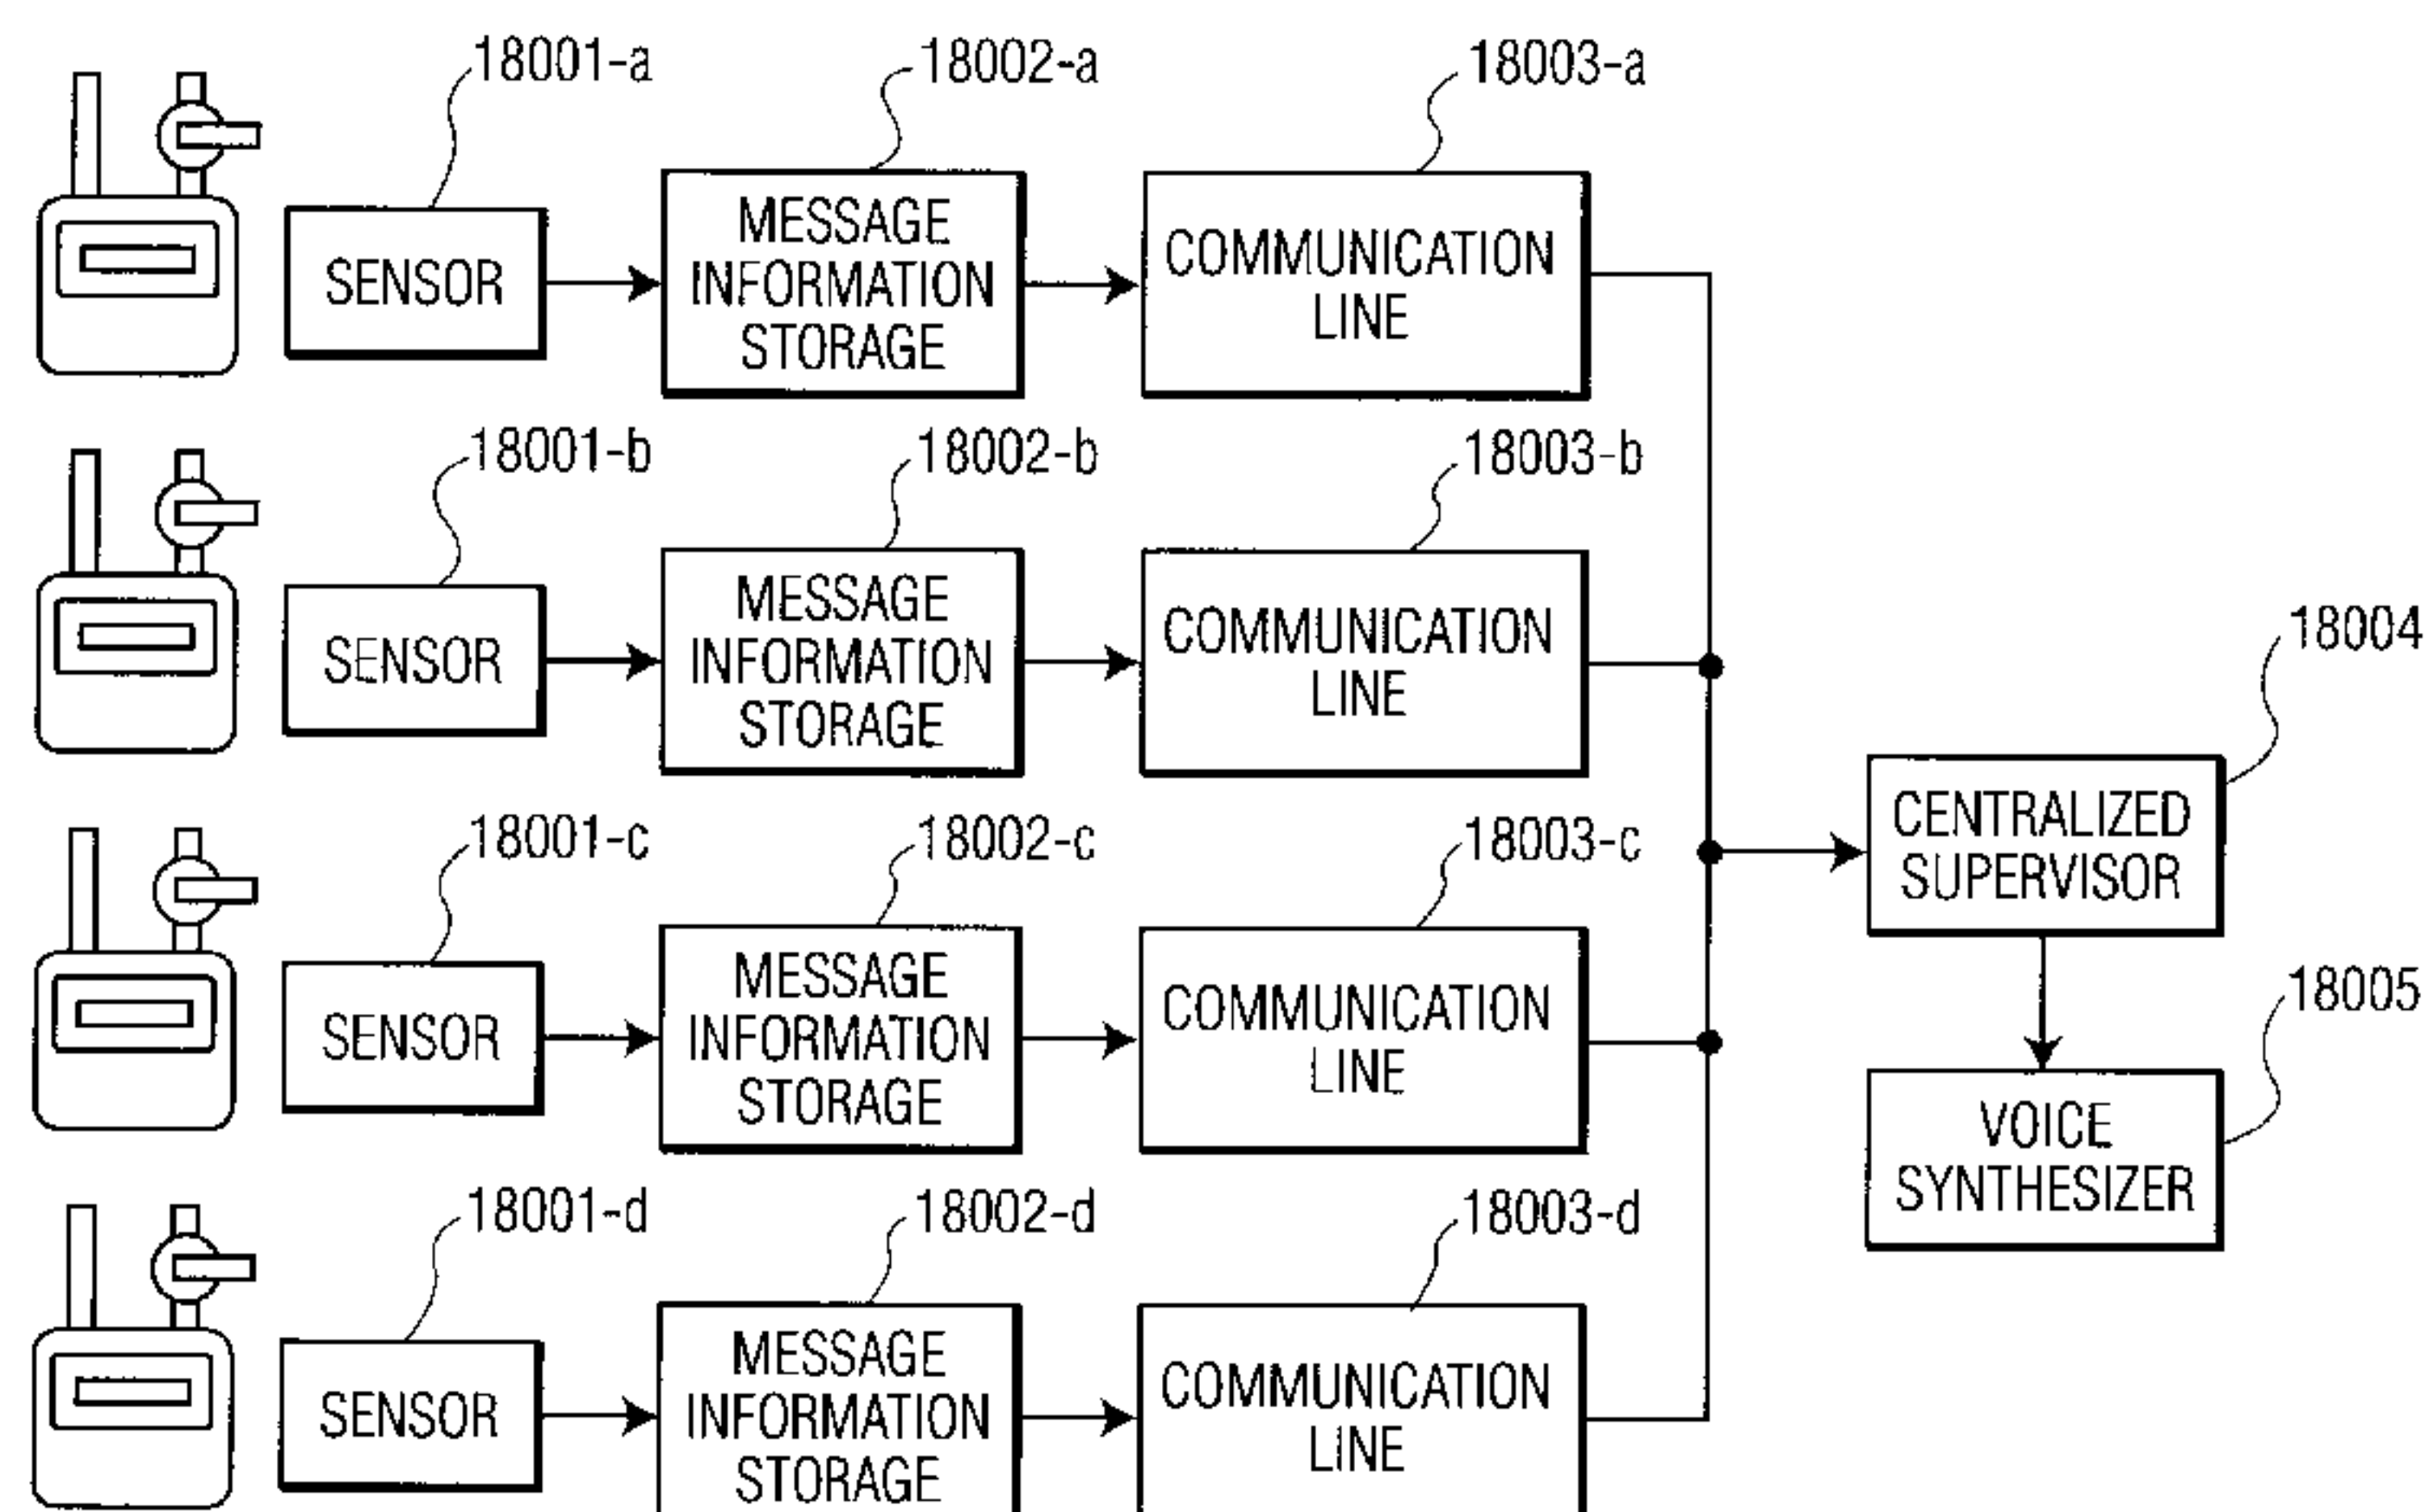 18001-a
18002-a
18003-a
SENSOR
MESSAGE
INFORMATION
STORAGE
COMMUNICATION
LINE
18001-b
18002-b
18003-b
SENSOR
MESSAGE
INFORMATION
STORAGE
COMMUNICATION
LINE
18004
CENTRALIZED
SUPERVISOR
18001-c
18002-c
18003-c
SENSOR
MESSAGE
INFORMATION
STORAGE
COMMUNICATION
LINE
18005
VOICE
SYNTHESIZER
18001-d
18002-d
18003-d
SENSOR
MESSAGE
INFORMATION
STORAGE
COMMUNICATION
LINE